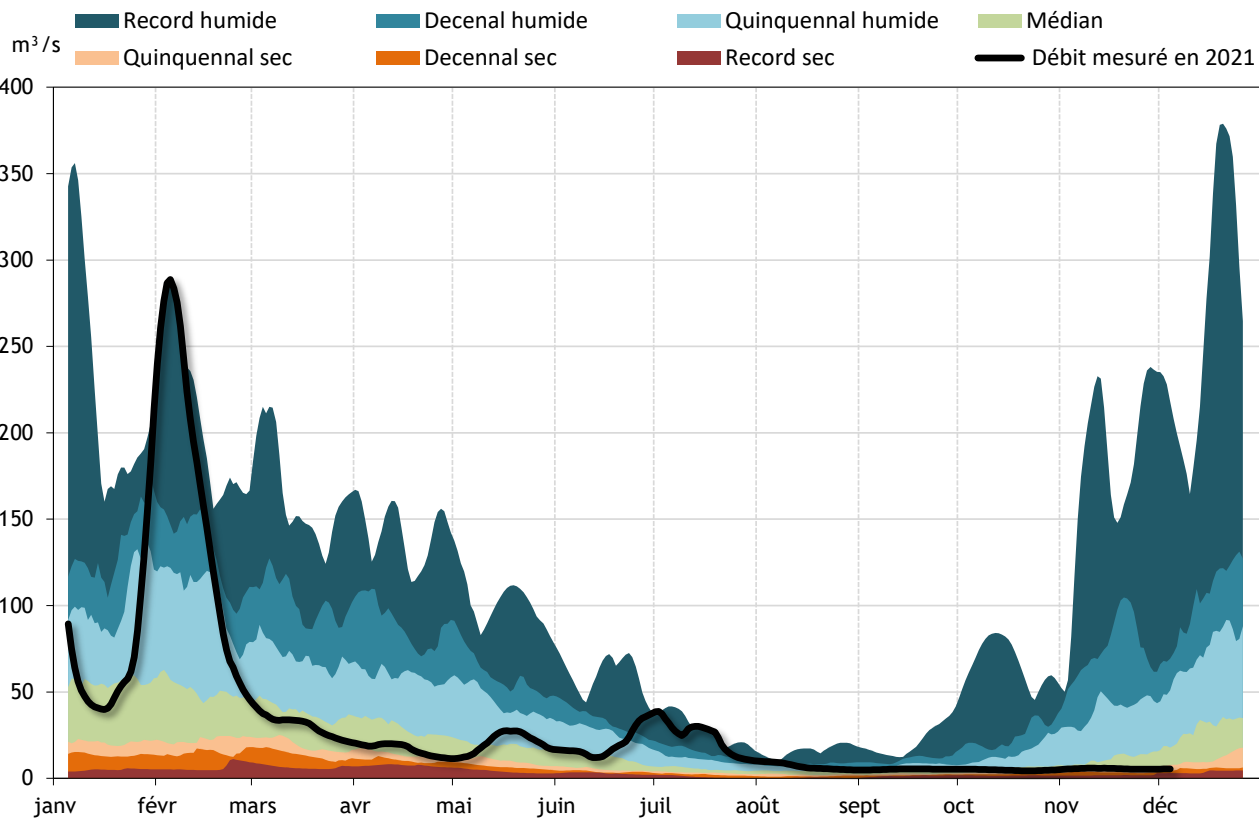 Record humide Decenal humide Quinquennal humide Médian
m³/s
Quinquennal sec Decennal sec Record sec Débit mesuré en 2021
400
350
300
250
200
150
100
50
0
janv févr mars avr mai juin juil août sept oct nov déc